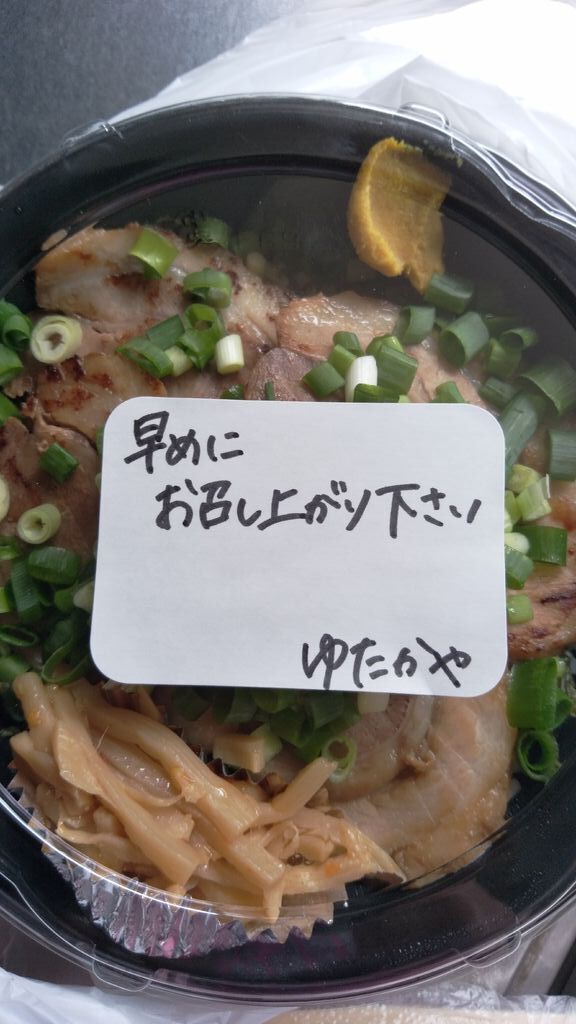 早めに
お召し上がり下さい
ゆたかや